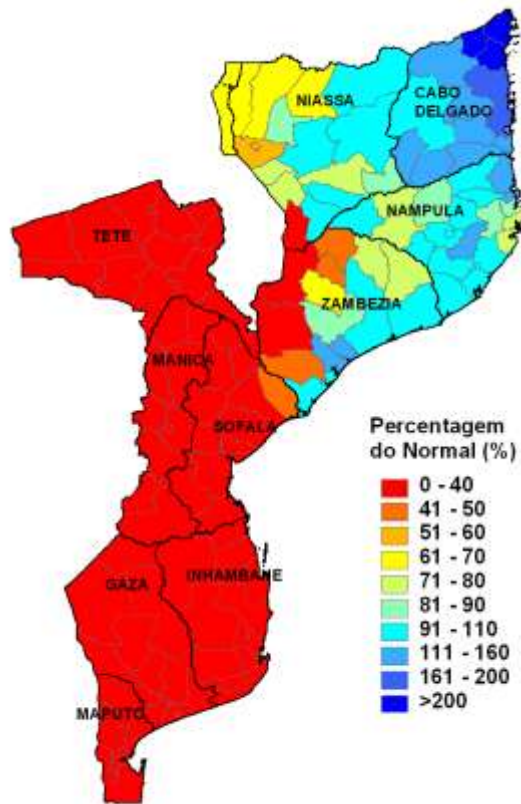 NIASSA
CABO
DELGADO
NAMPULA
TETE
ZAMBEZIA
MANICA
SOFALA
Percentagem
do Normal (%)
0 - 40
41 - 50
51 - 60
61 - 70
71 - 80
81 - 90
91 - 110
111 - 160
161 - 200
>200
GAZA
INHAMBANE
MAPUTO